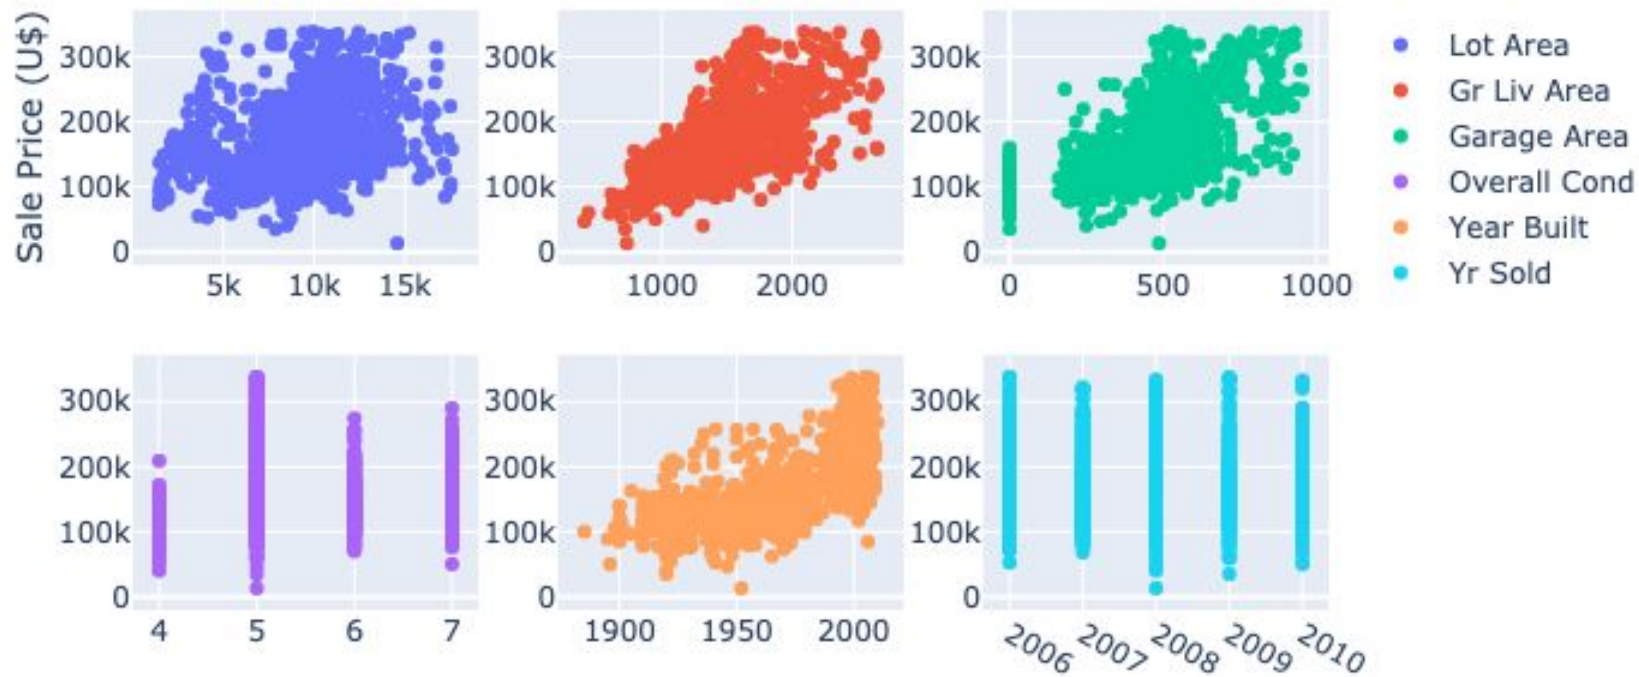 Sale Price (U$)
300k
200k
100k
0
5k 10k 15k
300k
200k
100k
0
1000 2000
300k
200k
100k
0
0 500 1000
Lot Area
Gr Liv Area
Garage Area
Overall Cond
Year Built
Yr Sold
300k
200k
100k
0
4 5 6 7
300k
200k
100k
0
1900 1950 2000
300k
200k
100k
0
2006 2007 2008 2009 2010